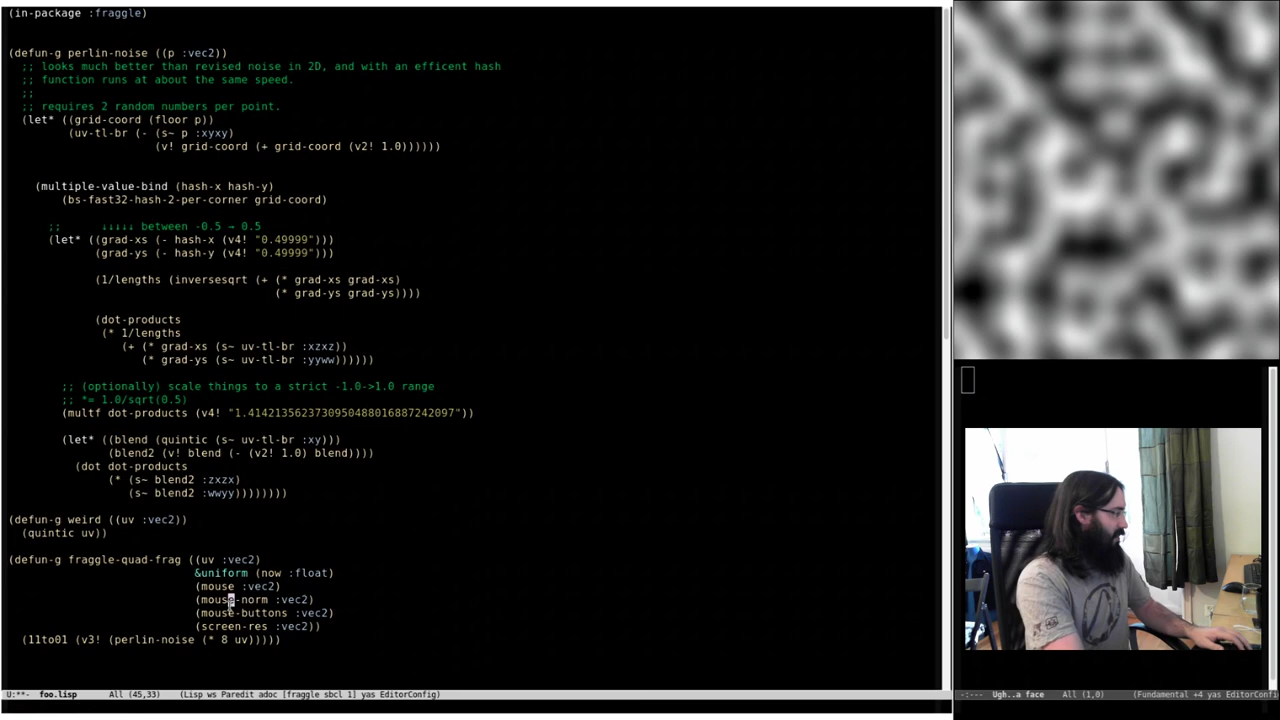 (in-package :fraggle)
(defun-g perlin-noise ((p :vec2))
;; looks much better than revised noise in 2D, and with an efficent hash
;; function runs at about the same speed.
;;
;; requires 2 random numbers per point.
(let* ((grid-coord (floor p))
(uv-tl-br (- (s~ p :xyxy)
(v! grid-coord (+ grid-coord (v2! 1.0))))))
(multiple-value-bind (hash-x hash-y)
(bs-fast32-hash-2-per-corner grid-coord)
;; ↓↓↓↓↓ between -0.5 → 0.5
(let* ((grad-xs (- hash-x (v4! "0.49999")))
(grad-ys (- hash-y (v4! "0.49999")))
(1/lengths (inversesqrt (+ (* grad-xs grad-xs)
(* grad-ys grad-ys))))
(dot-products
(* 1/lengths
(+ (* grad-xs (s~ uv-tl-br :xzxz))
(* grad-ys (s~ uv-tl-br :yyww))))))
;; (optionally) scale things to a strict -1.0->1.0 range
;; *= 1.0/sqrt(0.5)
(multf dot-products (v4! "1.4142135623730950488016887242097"))
(let* ((blend (quintic (s~ uv-tl-br :xy)))
(blend2 (v! blend (- (v2! 1.0) blend))))
(dot dot-products
(* (s~ blend2 :zxzx)
(s~ blend2 :wwyy))))))))
(defun-g weird ((uv :vec2))
(quintic uv))
(defun-g fraggle-quad-frag ((uv :vec2)
&uniform (now :float)
(mouse :vec2)
(mouse-norm :vec2)
(mouse-buttons :vec2)
(screen-res :vec2))
(11to01 (v3! (perlin-noise (* 8 uv)))))
U:**- foo.lisp All (45,33) (Lisp ws Paredit adoc [fraggle sbcl 1] yas EditorConfig)
-:--- Ugh..a face All (1,0) (Fundamental +4 yas EditorConfi